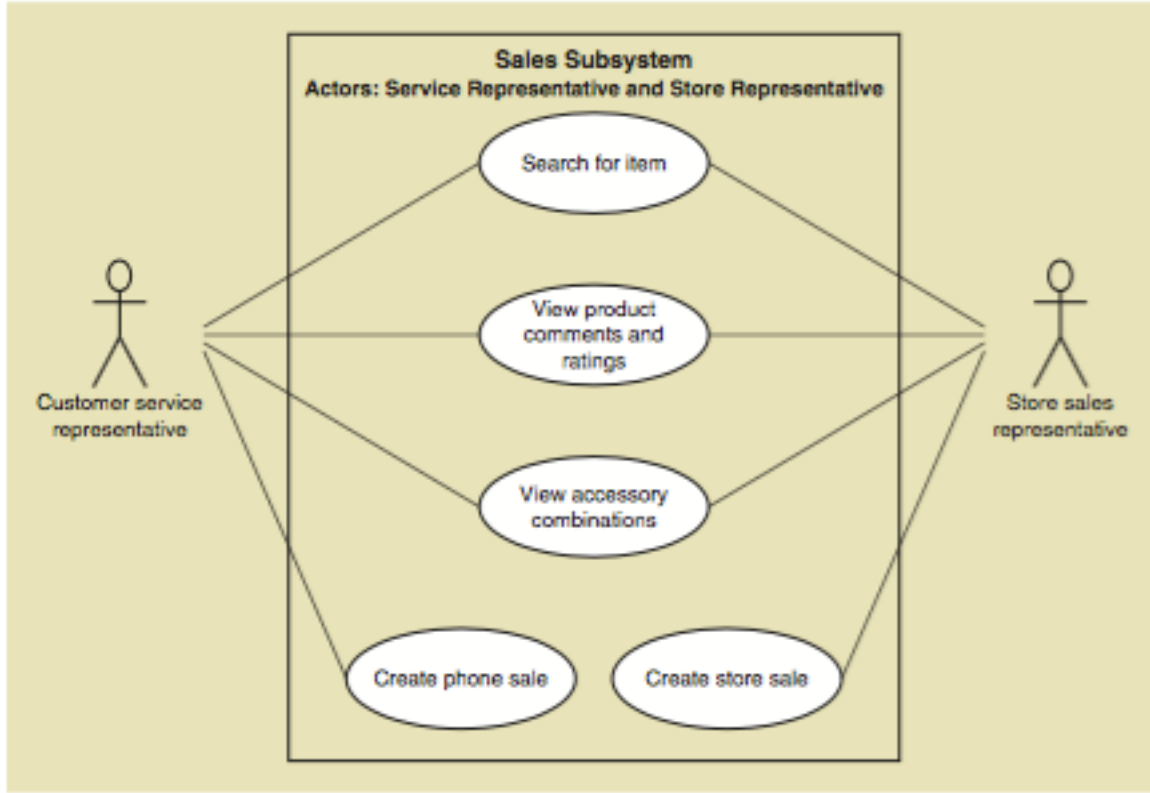 Sales Subsystem
Actors: Service Representative and Store Representative
Search for item
View product
comments and
ratings
Customer service
representative
Store sales
representative
View accessory
combinations
Create phone sale
Create store sale